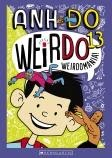 ANH DO
WEIRDO
13
WEIRDOMANIA!
SCHOLASTIC